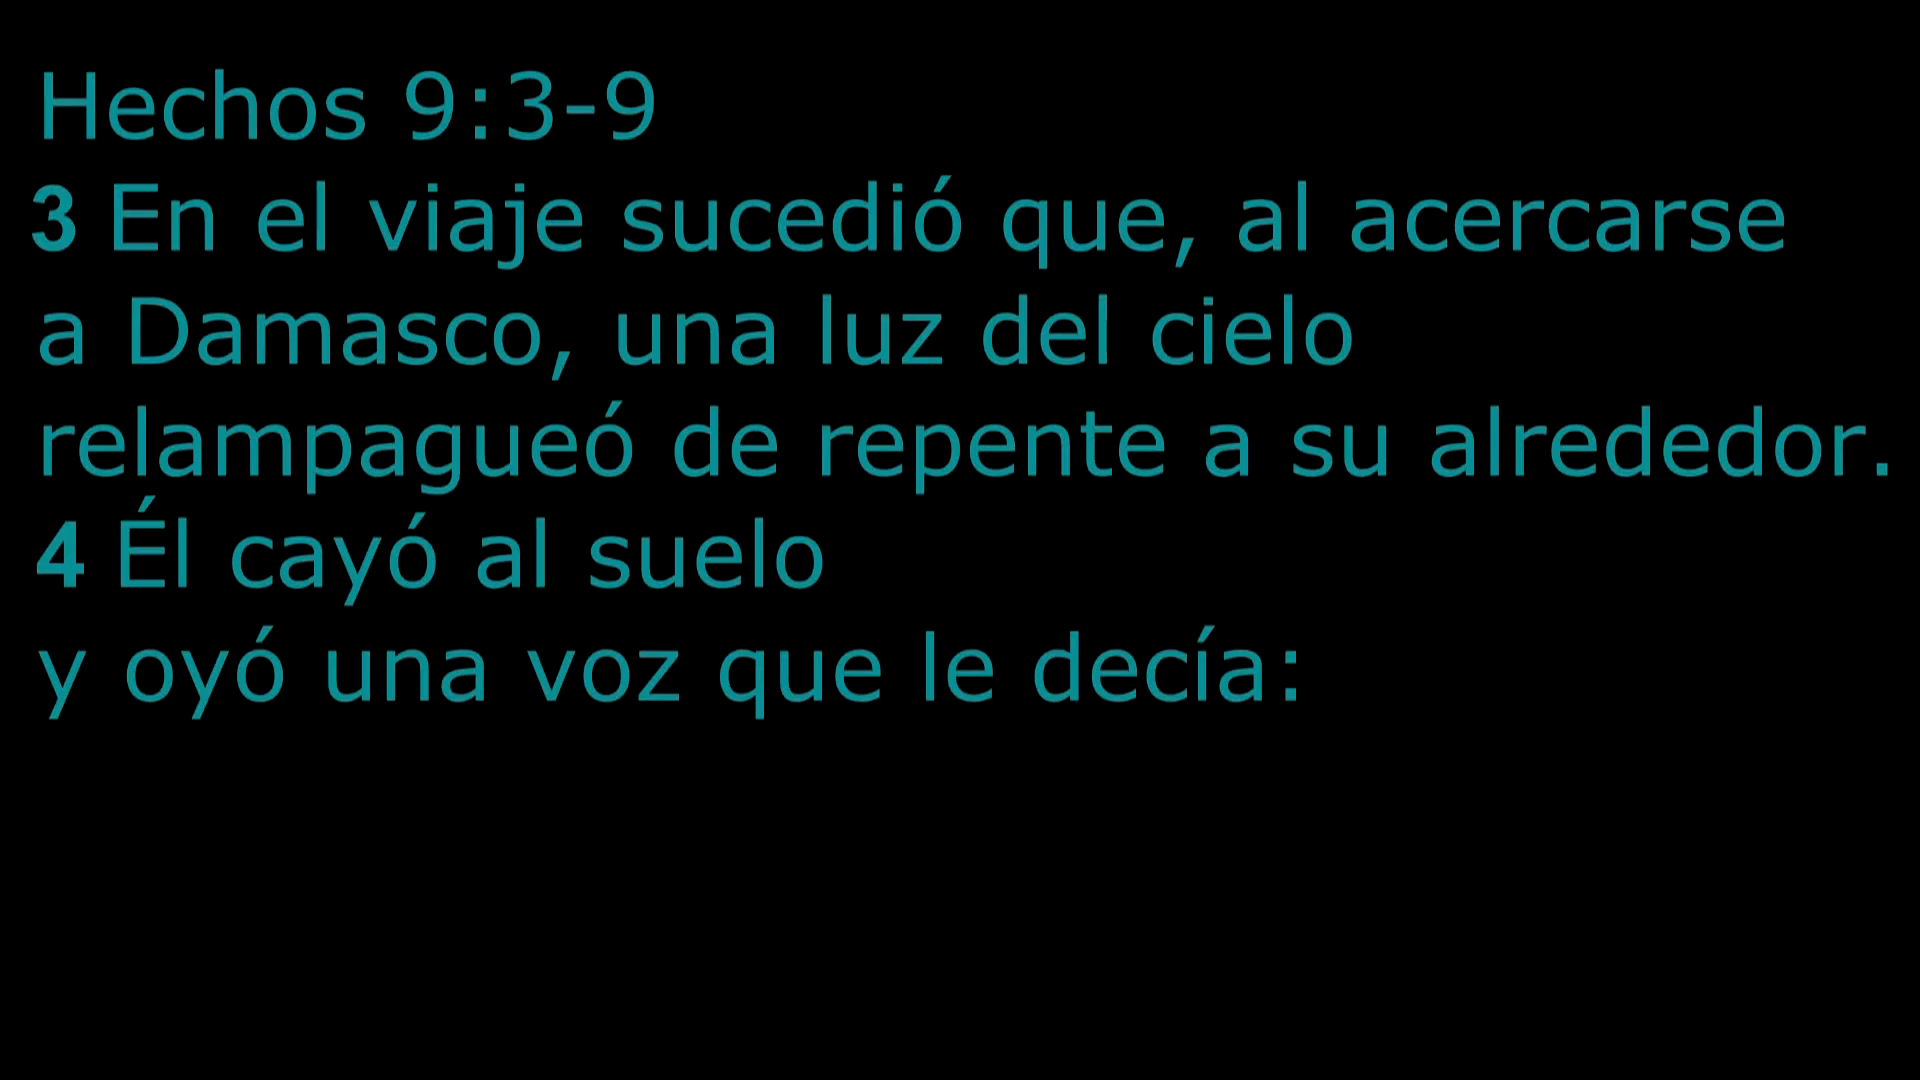 Hechos 9:3-9
3 En el viaje sucedió que, al acercarse
a Damasco, una luz del cielo
relampagueó de repente a su alrededor.
4 Él cayó al suelo
y oyó una voz que le decía: